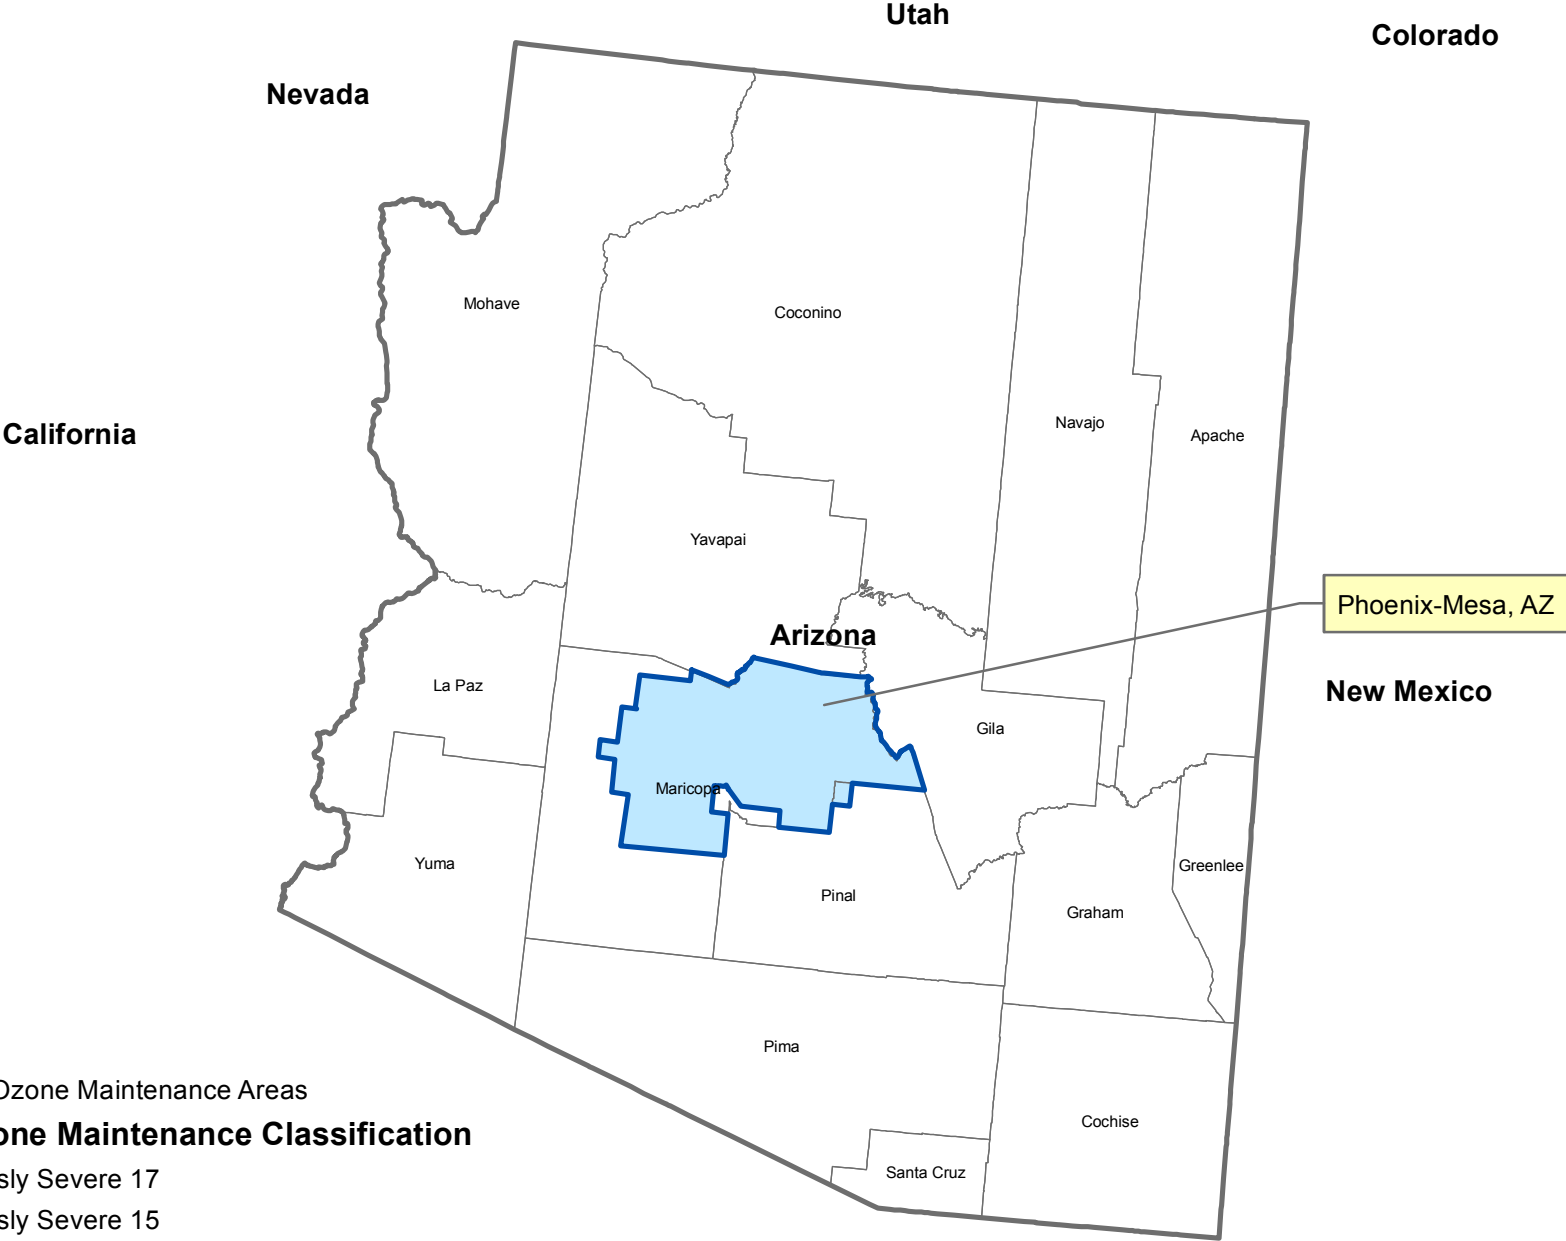 Utah
Colorado
Nevada
Mohave
Coconino
Navajo
Apache
California
Yavapai
Phoenix-Mesa, AZ
Arizona
La Paz
New Mexico
Gila
Maricopa
Yuma
Greenlee
Pinal
Graham
Pima
Ozone Maintenance Areas
Cochise
one Maintenance Classification
Santa Cruz
sly Severe 17
sly Severe 15